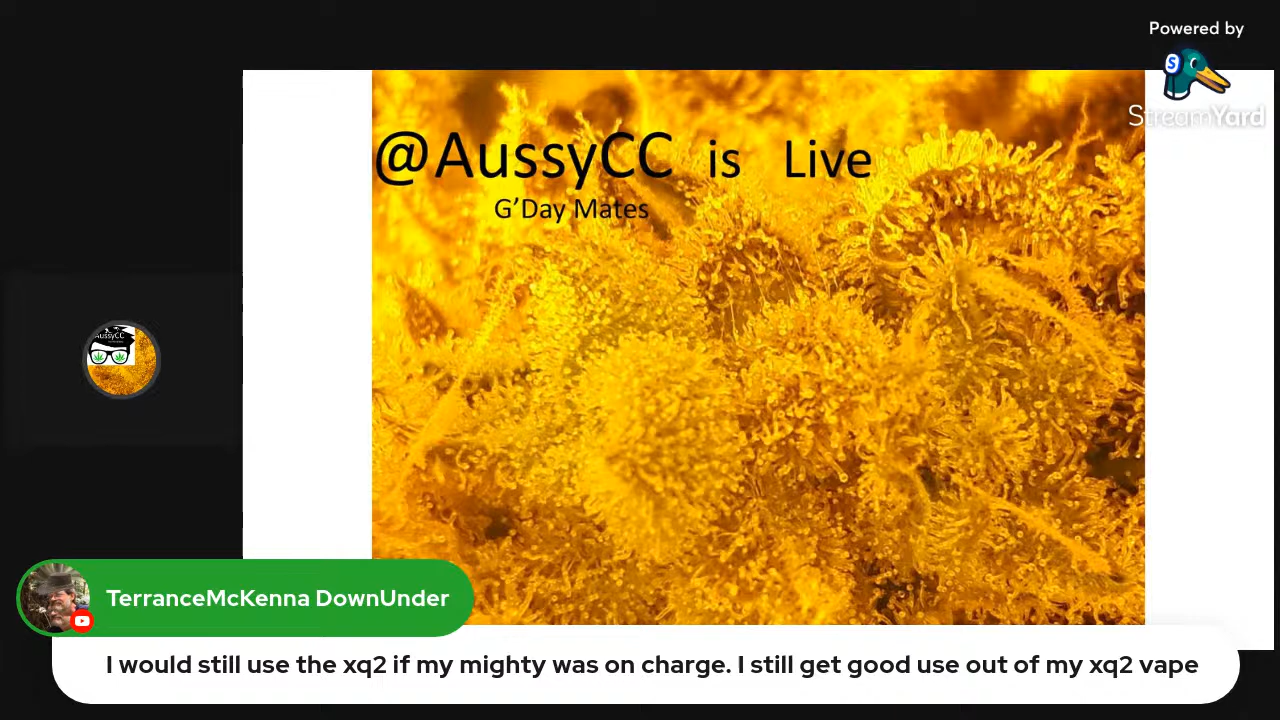 Powered by
StreamYard
@AussyCC is Live
G'Day Mates
AussyCC
TerranceMcKenna DownUnder
I would still use the xq2 if my mighty was on charge. I still get good use out of my xq2 vape